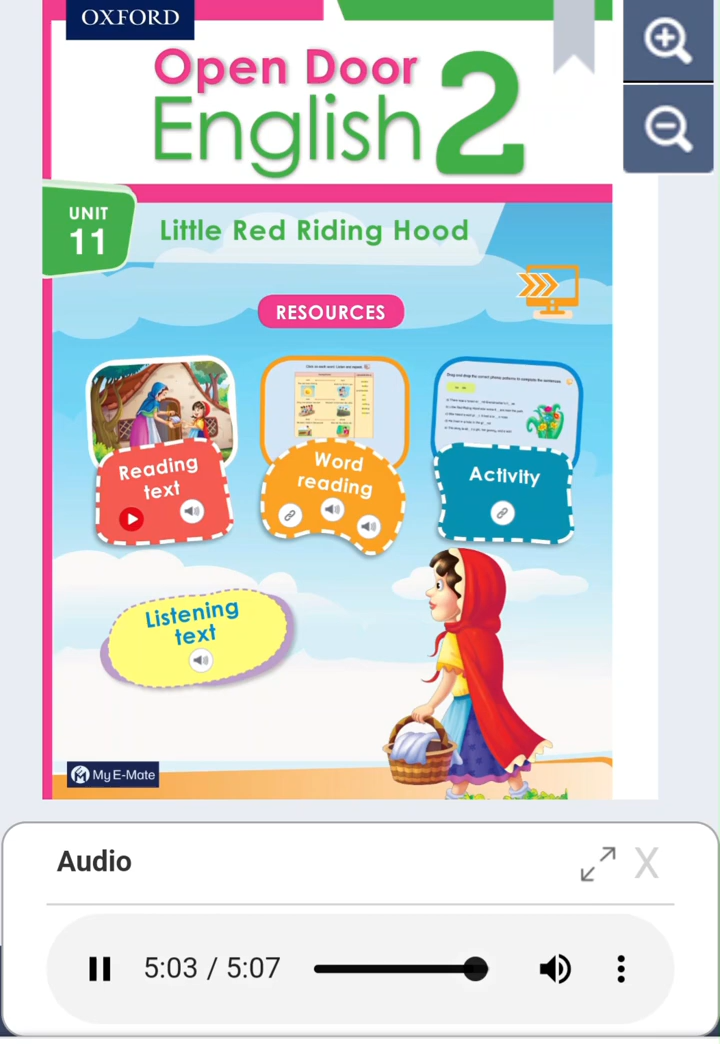 OXFORD
Open Door
English 2
UNIT
11
Little Red Riding Hood
RESOURCES
Reading
text
Word
reading
Activity
Listening
text
My E-Mate
Audio
X
5:03 / 5:07